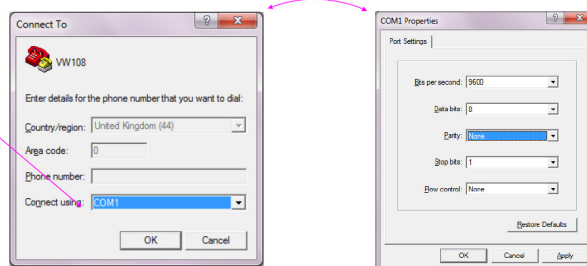 Connect To
VW108
Enter details for the phone number that you want to dial:
Country/region: United Kingdom (44)
Area code: 0
Phone number:
Connect using: COM1
OK Cancel
COM1 Properties
Port Settings
Bits per second: 9600
Data bits: 8
Parity: None
Stop bits: 1
Flow control: None
Restore Defaults
OK Cancel Apply